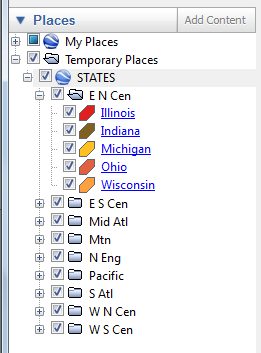 Places Add Content
My Places
Temporary Places
STATES
E N Cen
Illinois
Indiana
Michigan
Ohio
Wisconsin
E S Cen
Mid Atl
Mtn
N Eng
Pacific
S Atl
W N Cen
W S Cen